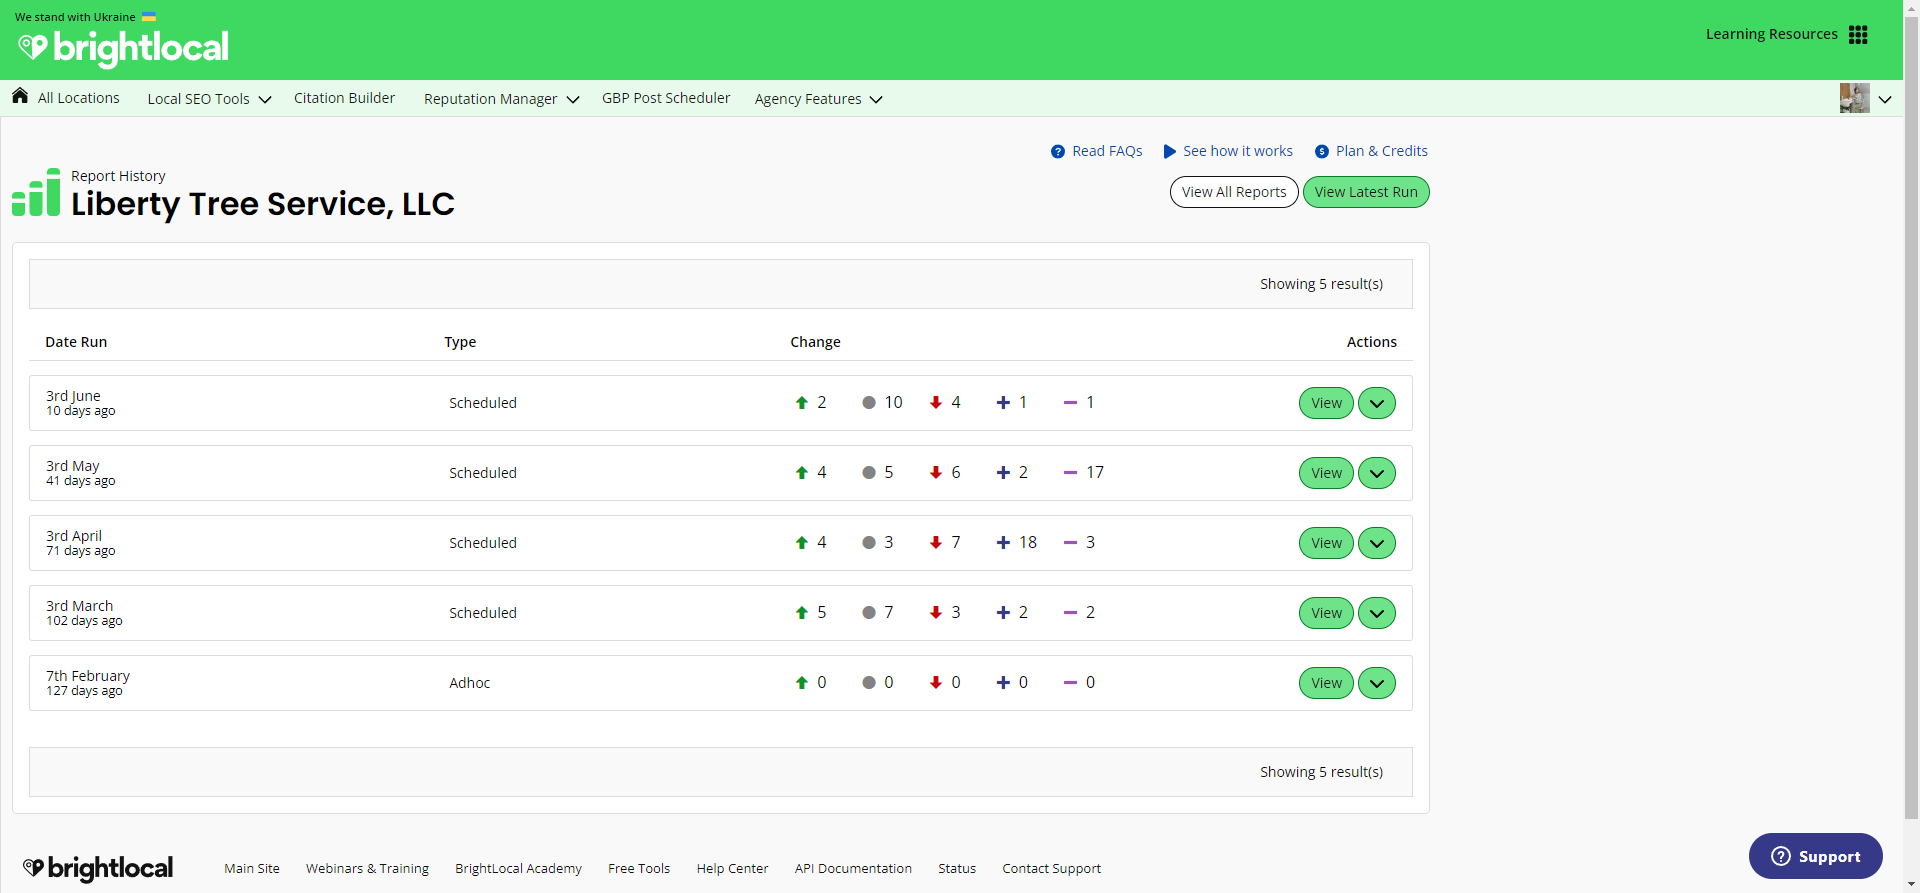 We stand with Ukraine
brightlocal
Learning Resources
All Locations Local SEO Tools Citation Builder Reputation Manager GBP Post Scheduler Agency Features
Read FAQs See how it works Plan & Credits
Report History
Liberty Tree Service, LLC
View All Reports View Latest Run
Showing 5 result(s)
Date Run Type Change Actions
3rd June
10 days ago
Scheduled 2 10 4 1 1 View
3rd May
41 days ago
Scheduled 4 5 6 2 17 View
3rd April
71 days ago
Scheduled 4 3 7 18 3 View
3rd March
102 days ago
Scheduled 5 7 3 2 2 View
7th February
127 days ago
Adhoc 0 0 0 0 0 View
Showing 5 result(s)
brightlocal Main Site Webinars & Training BrightLocal Academy Free Tools Help Center API Documentation Status Contact Support
Support